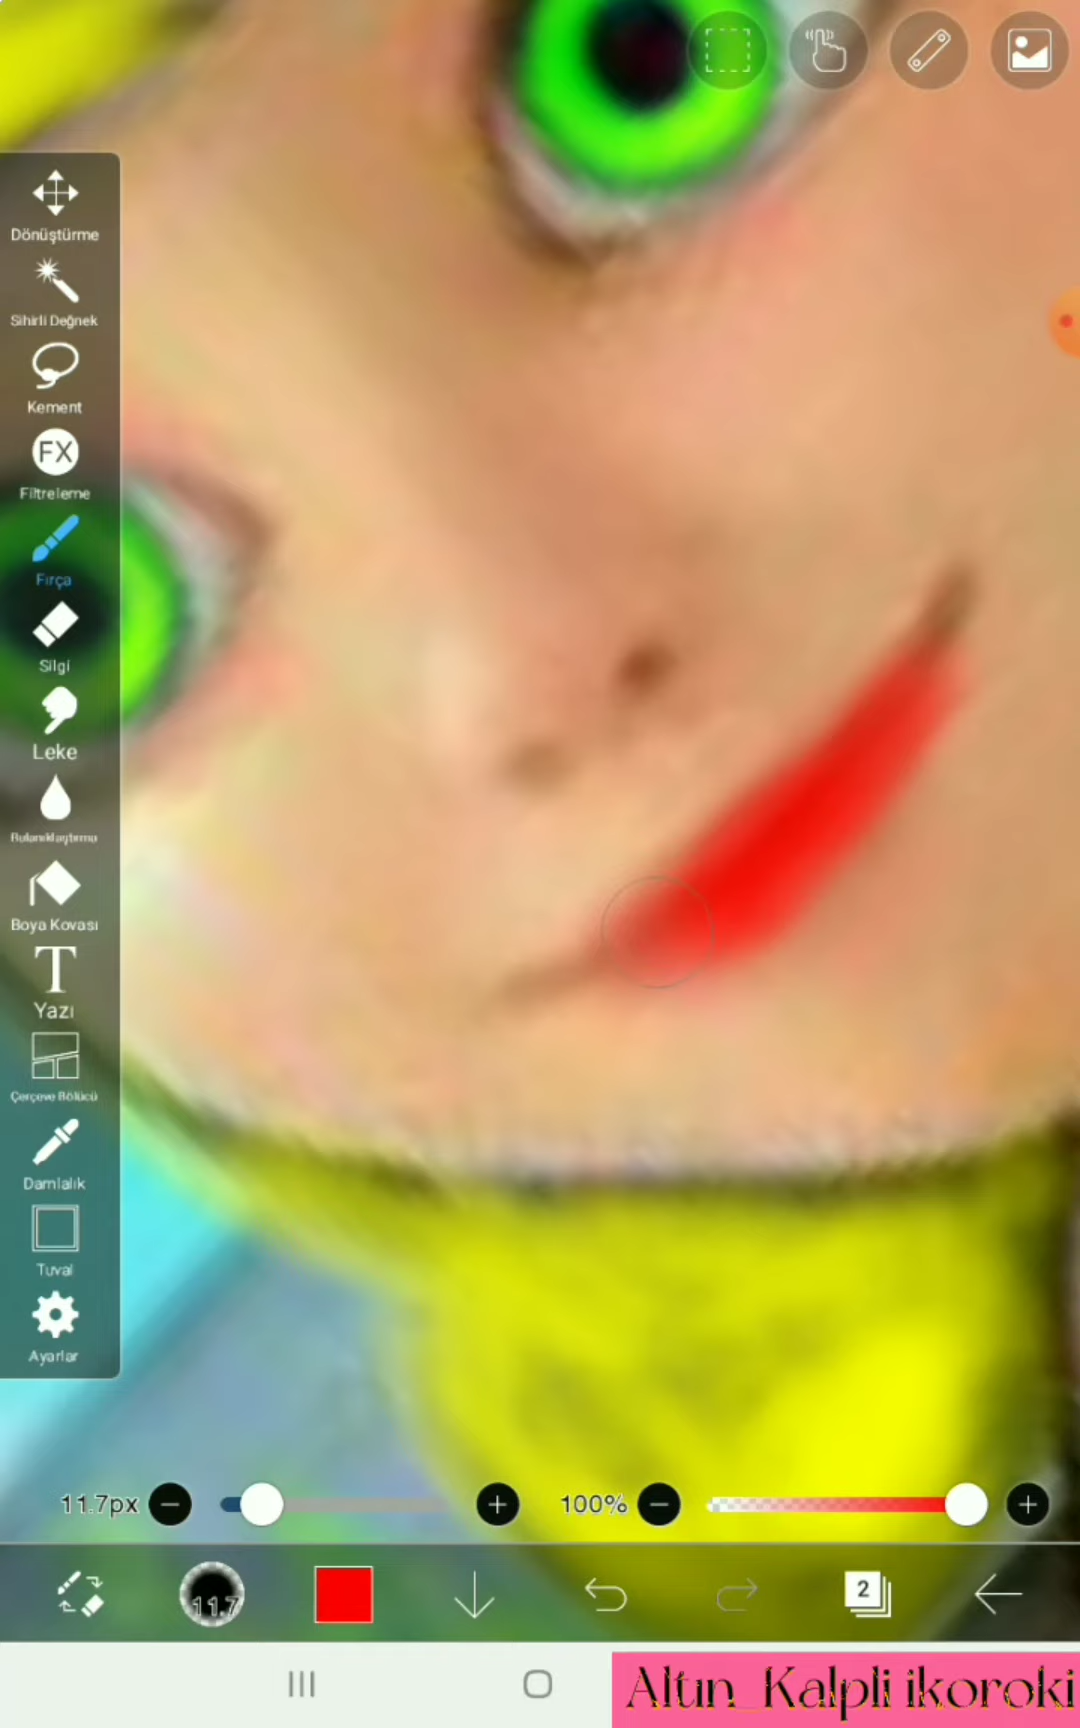 Dönüştürme
Sihirli Değnek
Kement
FX
Filtreleme
Fırça
Silgi
Leke
Bulanıklaştırma
Boya Kovası
T
Yazı
Çerçeve Bölücü
Damlalık
Tuval
Ayarlar
11.7px
100%
11.7
2
Altın_Kalpli ikoroki